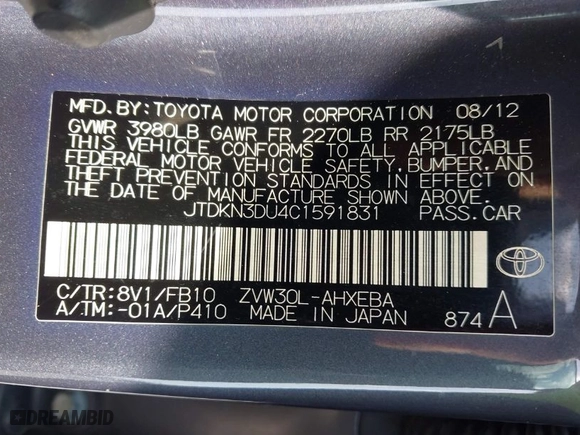 MFD. BY: TOYOTA MOTOR CORPORATION 08/12
GVWR 3980LB GAWR FR 2270LB RR 2175LB
THIS VEHICLE CONFORMS TO ALL APPLICABLE
FEDERAL MOTOR VEHICLE SAFETY, BUMPER, AND
THEFT PREVENTION STANDARDS IN EFFECT ON
THE DATE OF MANUFACTURE SHOWN ABOVE.
JTDKN3DU4C1591831 PASS.CAR
C/TR: 8V1/FB10 ZVW30L-AHXEBA
A/TM: -01A/P410 MADE IN JAPAN 874 A
DREAMBID